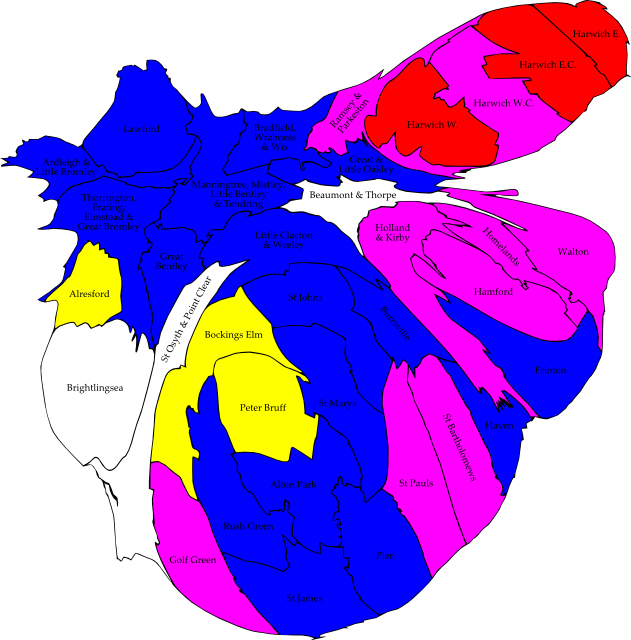 Harwich E.
Harwich E.C.
Harwich W.C.
Harwich W.
Ramsey &
Parkeston
Lawford
Bradfield,
Wrabness
& Wix
Ardleigh &
Little Bromley
Great &
Little Oakley
Manningtree, Mistley,
Little Bentley
& Tendring
Beaumont & Thorpe
Thorrington,
Frating,
Elmstead &
Great Bromley
Holland
& Kirby
Homelands
Walton
Little Clacton
& Weeley
Great
Bentley
Hamford
Alresford
St Osyth & Point Clear
St Johns
Burrsville
Bockings Elm
Frinton
Brightlingsea
Peter Bruff
St Marys
Haven
St Bartholomews
St Pauls
Alton Park
Rush Green
Golf Green
Pier
St James